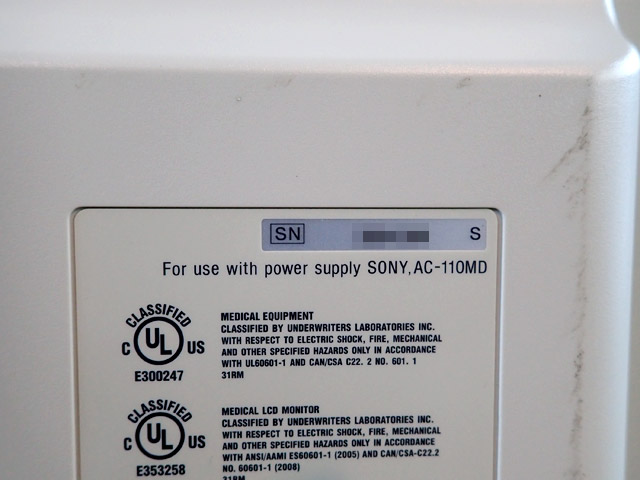 SN S
For use with power supply SONY, AC-110MD
CLASSIFIED
C UL US
E300247
MEDICAL EQUIPMENT
CLASSIFIED BY UNDERWRITERS LABORATORIES INC.
WITH RESPECT TO ELECTRIC SHOCK, FIRE, MECHANICAL
AND OTHER SPECIFIED HAZARDS ONLY IN ACCORDANCE
WITH UL60601-1 AND CAN/CSA C22. 2 NO. 601. 1
31RM
CLASSIFIED
C UL US
E353258
MEDICAL LCD MONITOR
CLASSIFIED BY UNDERWRITERS LABORATORIES INC.
WITH RESPECT TO ELECTRIC SHOCK, FIRE, MECHANICAL
AND OTHER SPECIFIED HAZARDS ONLY IN ACCORDANCE
WITH ANSI/AAMI ES60601-1 (2005) AND CAN/CSA-C22.2
NO. 60601-1 (2008)
31RM